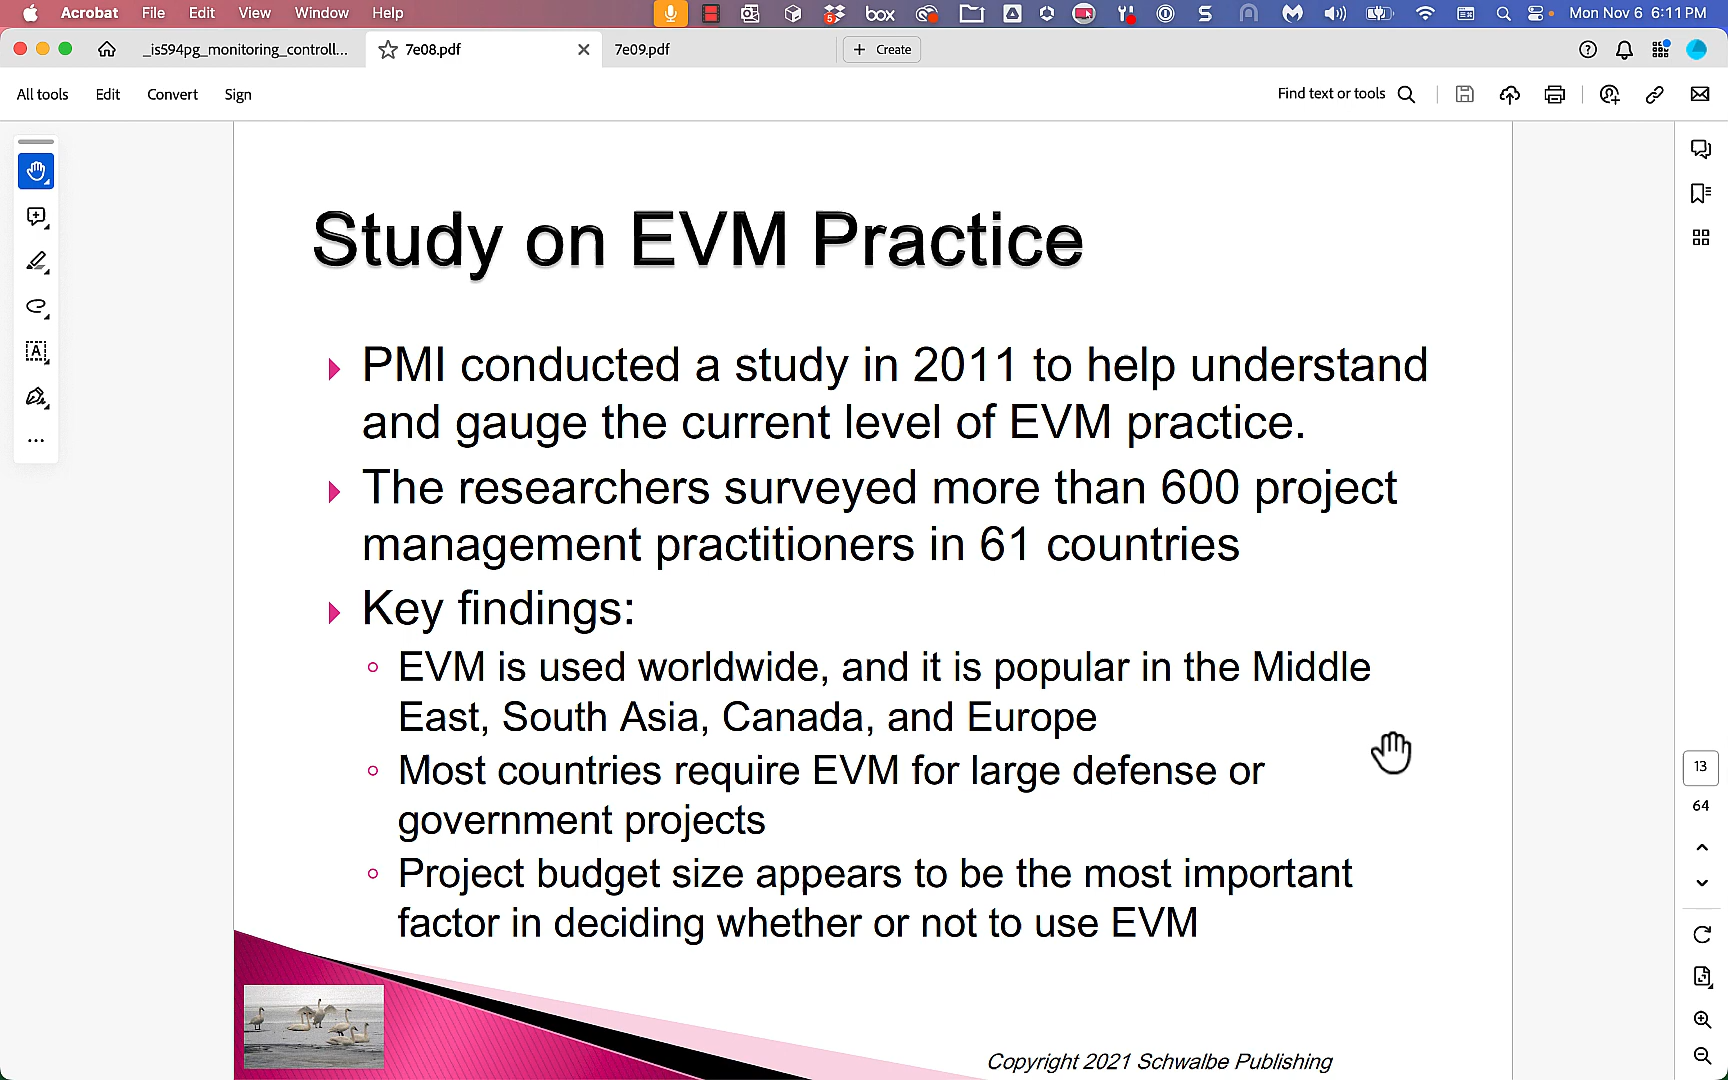 Acrobat File Edit View Window Help
box
5
Mon Nov 6 6:11 PM
_is594pg_monitoring_controll...
7e08.pdf
7e09.pdf
Create
All tools Edit Convert Sign
Find text or tools
Study on EVM Practice
PMI conducted a study in 2011 to help understand
and gauge the current level of EVM practice.
The researchers surveyed more than 600 project
management practitioners in 61 countries
Key findings:
EVM is used worldwide, and it is popular in the Middle
East, South Asia, Canada, and Europe
Most countries require EVM for large defense or
government projects
Project budget size appears to be the most important
factor in deciding whether or not to use EVM
Copyright 2021 Schwalbe Publishing
13
64